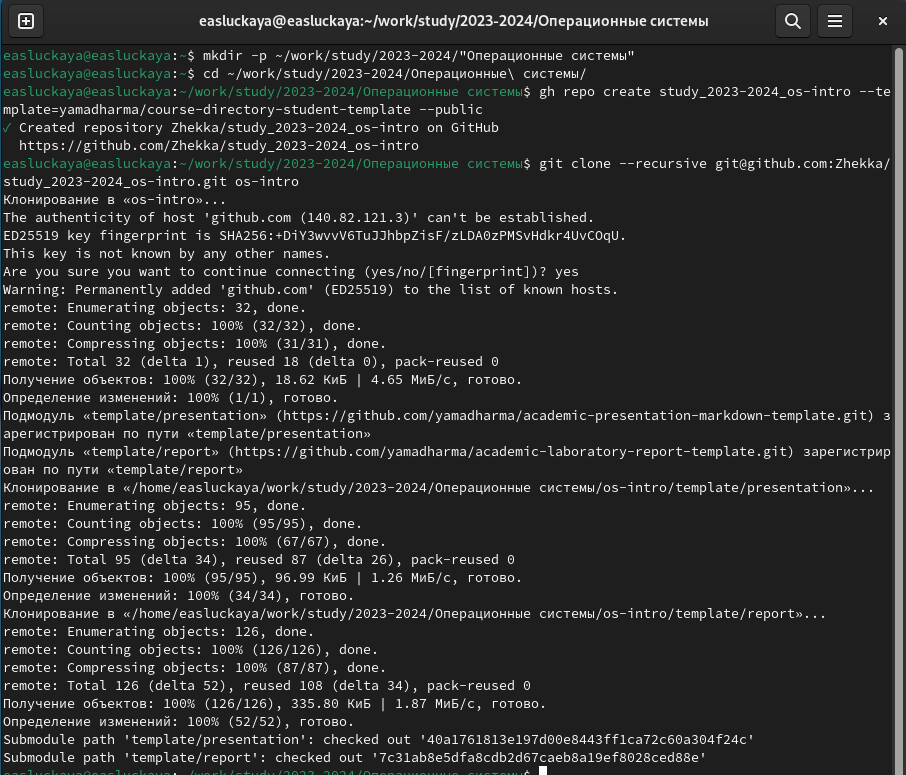 easluckaya@easluckaya:~/work/study/2023-2024/Операционные системы
easluckaya@easluckaya:~$ mkdir -p ~/work/study/2023-2024/"Операционные системы"
easluckaya@easluckaya:~$ cd ~/work/study/2023-2024/Операционные\ системы/
easluckaya@easluckaya:~/work/study/2023-2024/Операционные системы$ gh repo create study_2023-2024_os-intro --te
mplate=yamadharma/course-directory-student-template --public
✓ Created repository Zhekka/study_2023-2024_os-intro on GitHub
https://github.com/Zhekka/study_2023-2024_os-intro
easluckaya@easluckaya:~/work/study/2023-2024/Операционные системы$ git clone --recursive git@github.com:Zhekka/
study_2023-2024_os-intro.git os-intro
Клонирование в «os-intro»...
The authenticity of host 'github.com (140.82.121.3)' can't be established.
ED25519 key fingerprint is SHA256:+DiY3wvvV6TuJJhbpZisF/zLDA0zPMSvHdkr4UvCOqU.
This key is not known by any other names.
Are you sure you want to continue connecting (yes/no/[fingerprint])? yes
Warning: Permanently added 'github.com' (ED25519) to the list of known hosts.
remote: Enumerating objects: 32, done.
remote: Counting objects: 100% (32/32), done.
remote: Compressing objects: 100% (31/31), done.
remote: Total 32 (delta 1), reused 18 (delta 0), pack-reused 0
Получение объектов: 100% (32/32), 18.62 КиБ | 4.65 МиБ/с, готово.
Определение изменений: 100% (1/1), готово.
Подмодуль «template/presentation» (https://github.com/yamadharma/academic-presentation-markdown-template.git) з
арегистрирован по пути «template/presentation»
Подмодуль «template/report» (https://github.com/yamadharma/academic-laboratory-report-template.git) зарегистрир
ован по пути «template/report»
Клонирование в «/home/easluckaya/work/study/2023-2024/Операционные системы/os-intro/template/presentation»...
remote: Enumerating objects: 95, done.
remote: Counting objects: 100% (95/95), done.
remote: Compressing objects: 100% (67/67), done.
remote: Total 95 (delta 34), reused 87 (delta 26), pack-reused 0
Получение объектов: 100% (95/95), 96.99 КиБ | 1.26 МиБ/с, готово.
Определение изменений: 100% (34/34), готово.
Клонирование в «/home/easluckaya/work/study/2023-2024/Операционные системы/os-intro/template/report»...
remote: Enumerating objects: 126, done.
remote: Counting objects: 100% (126/126), done.
remote: Compressing objects: 100% (87/87), done.
remote: Total 126 (delta 52), reused 108 (delta 34), pack-reused 0
Получение объектов: 100% (126/126), 335.80 КиБ | 1.87 МиБ/с, готово.
Определение изменений: 100% (52/52), готово.
Submodule path 'template/presentation': checked out '40a1761813e197d00e8443ff1ca72c60a304f24c'
Submodule path 'template/report': checked out '7c31ab8e5dfa8cdb2d67caeb8a19ef8028ced88e'
easluckaya@easluckaya:~/work/study/2023-2024/Операционные системы$